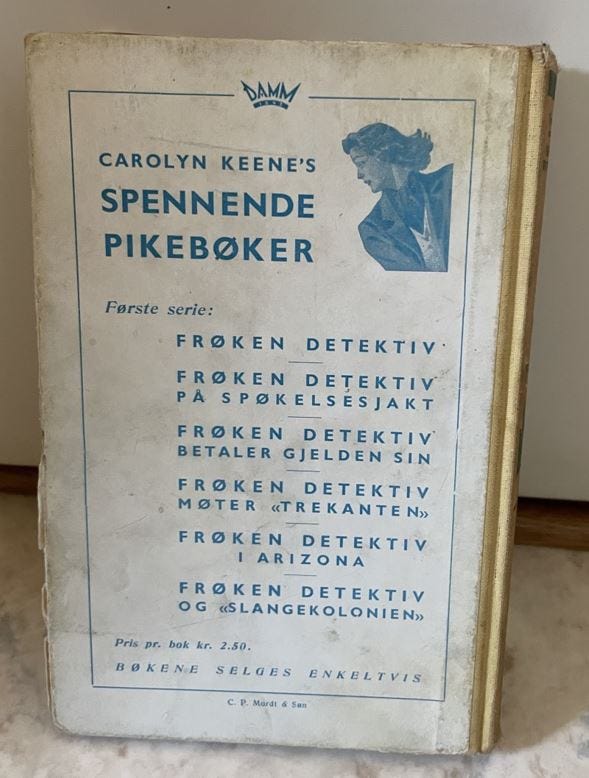 DAMM
CAROLYN KEENE'S
SPENNENDE
PIKEBØKER
Første serie:
FRØKEN DETEKTIV
FRØKEN DETEKTIV
PÅ SPØKELSESJAKT
FRØKEN DETEKTIV
BETALER GJELDEN SIN
FRØKEN DETEKTIV
MØTER «TREKANTEN»
FRØKEN DETEKTIV
I ARIZONA
FRØKEN DETEKTIV
OG «SLANGEKOLONIEN»
Pris pr. bok kr. 2.50.
BØKENE SELGES ENKELTVIS
C. P. Mardt & Søn